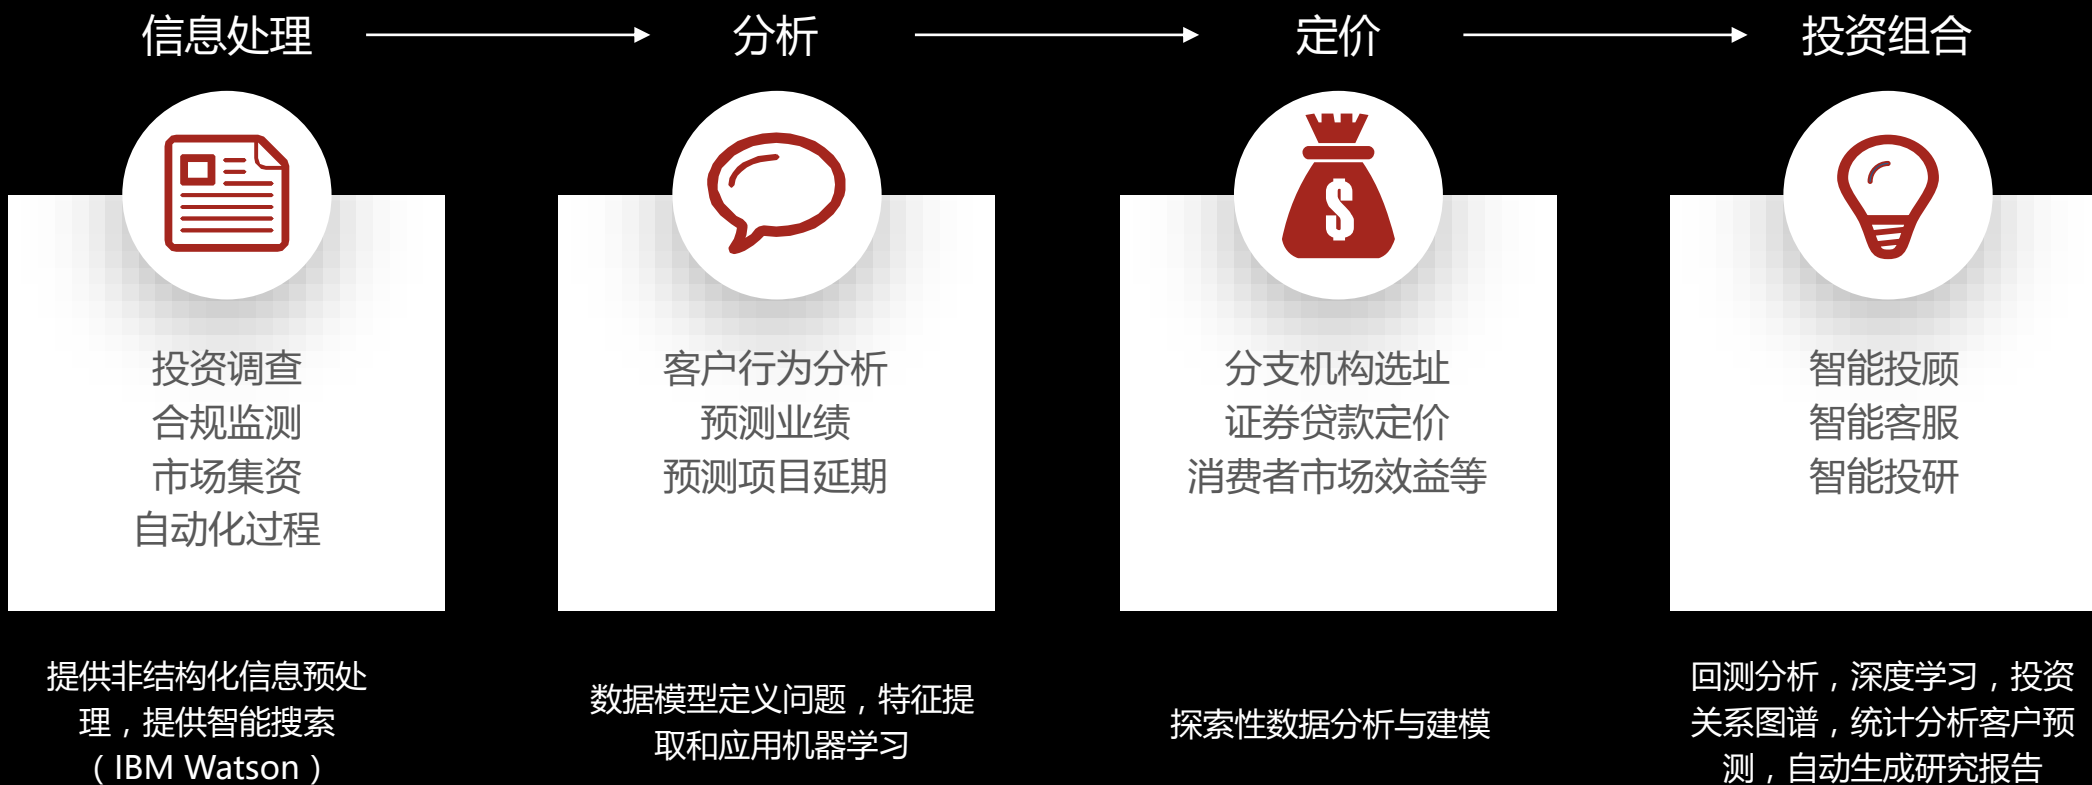 信息处理
分析
定价
投资组合
投资调查
合规监测
市场集资
自动化过程
客户行为分析
预测业绩
预测项目延期
分支机构选址
证券贷款定价
消费者市场效益等
智能投顾
智能客服
智能投研
提供非结构化信息预处
理，提供智能搜索
（IBM Watson）
数据模型定义问题，特征提
取和应用机器学习
探索性数据分析与建模
回测分析，深度学习，投资
关系图谱，统计分析客户预
测，自动生成研究报告